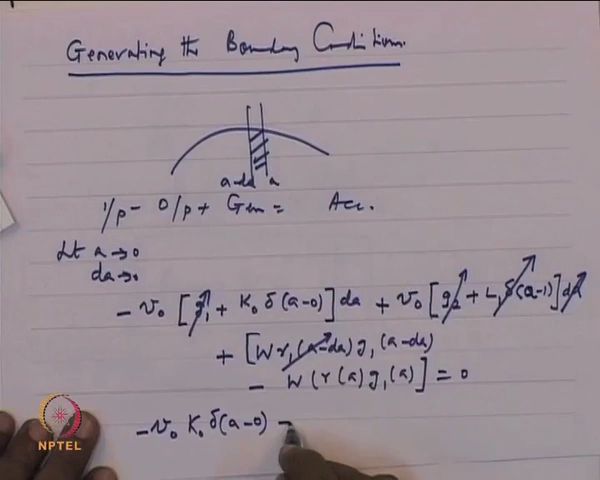 Generating the Boundary Conditions.
a-da a
I/p - O/p + Gen = Acc.
Lt a→0
da→0
- v₀ [g₁ + K₀ δ(a-0)] da + v₀ [g₂ + L₁ δ(a-1)] da
+ [W r₁(a-da) g₁(a-da)
- W (r(a) g₁(a)] = 0
- v₀ K₀ δ(a-0) -
NPTEL